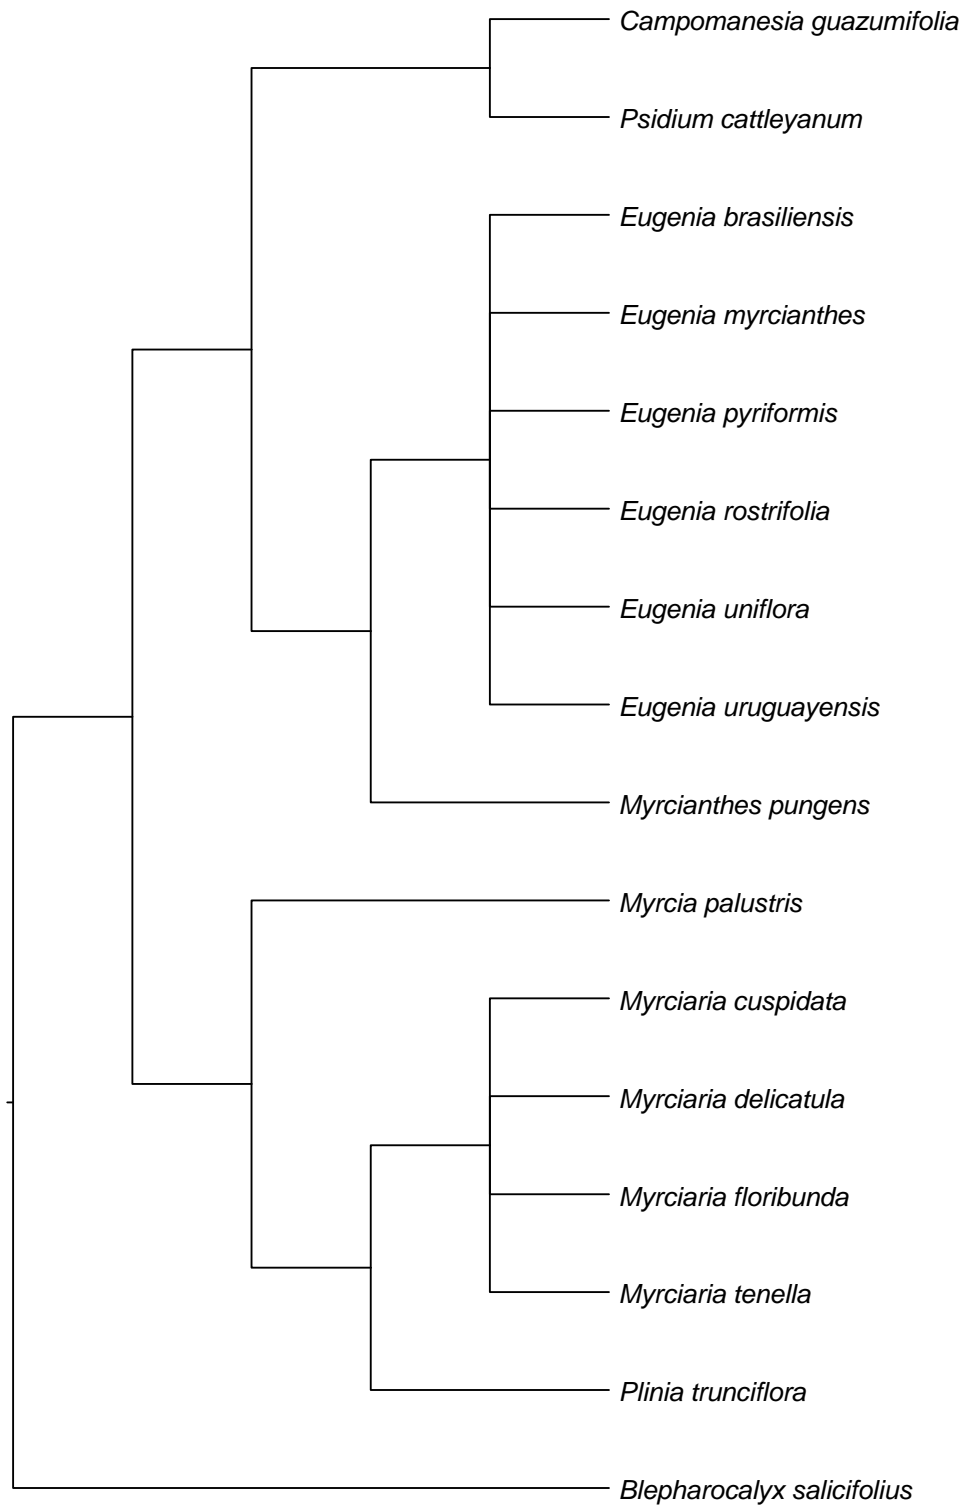 Campomanesia guazumifolia
Psidium cattleyanum
Eugenia brasiliensis
Eugenia myrcianthes
Eugenia pyriformis
Eugenia rostrifolia
Eugenia uniflora
Eugenia uruguayensis
Myrcianthes pungens
Myrcia palustris
Myrciaria cuspidata
Myrciaria delicatula
Myrciaria floribunda
Myrciaria tenella
Plinia trunciflora
Blepharocalyx salicifolius